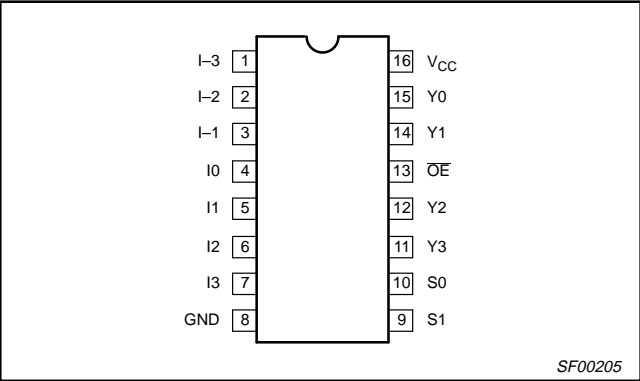 I–3 1 16 VCC
I–2 2 15 Y0
I–1 3 14 Y1
I0 4 13 OE
I1 5 12 Y2
I2 6 11 Y3
I3 7 10 S0
GND 8 9 S1
SF00205